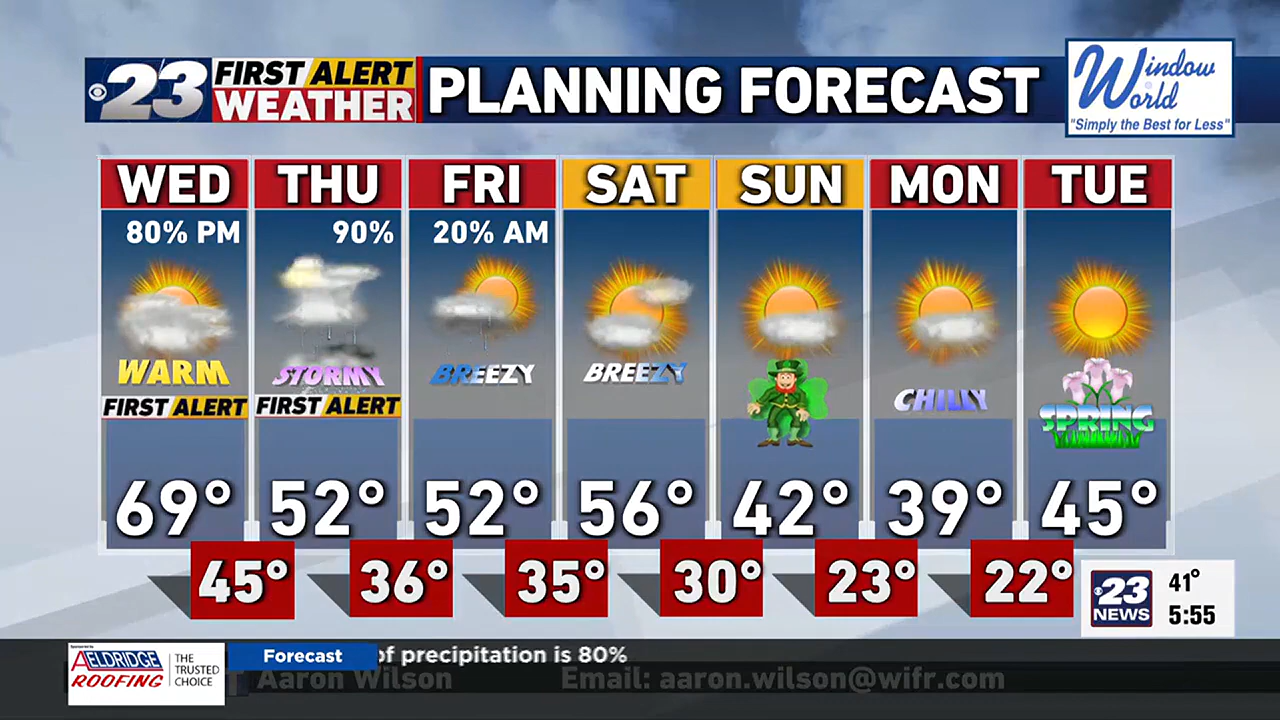 23 FIRST ALERT WEATHER
PLANNING FORECAST
Window World
"Simply the Best for Less"
WED THU FRI SAT SUN MON TUE
80% PM 90% 20% AM
WARM STORMY BREEZY BREEZY CHILLY SPRING
FIRST ALERT FIRST ALERT
69° 52° 52° 56° 42° 39° 45°
45° 36° 35° 30° 23° 22°
23 NEWS
41°
5:55
AELDRIDGE
ROOFING
THE
TRUSTED
CHOICE
Forecast of precipitation is 80%
Aaron Wilson Email: aaron.wilson@wifr.com